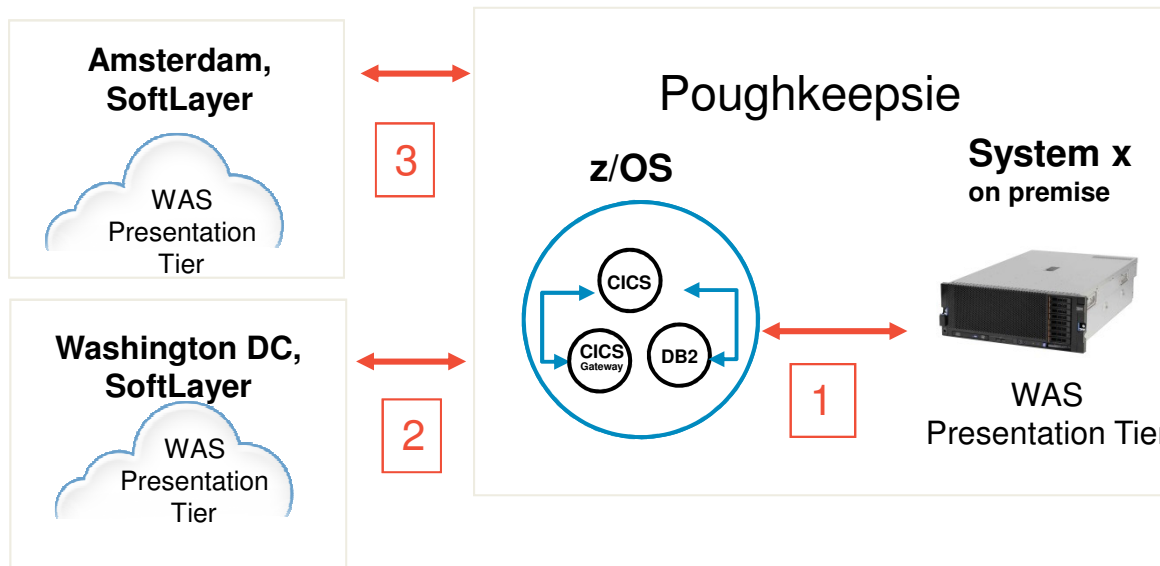 Amsterdam,
SoftLayer
WAS
Presentation
Tier
3
Washington DC,
SoftLayer
WAS
Presentation
Tier
2
Poughkeepsie
z/OS
CICS
CICS
Gateway
DB2
1
System x
on premise
WAS
Presentation Tier